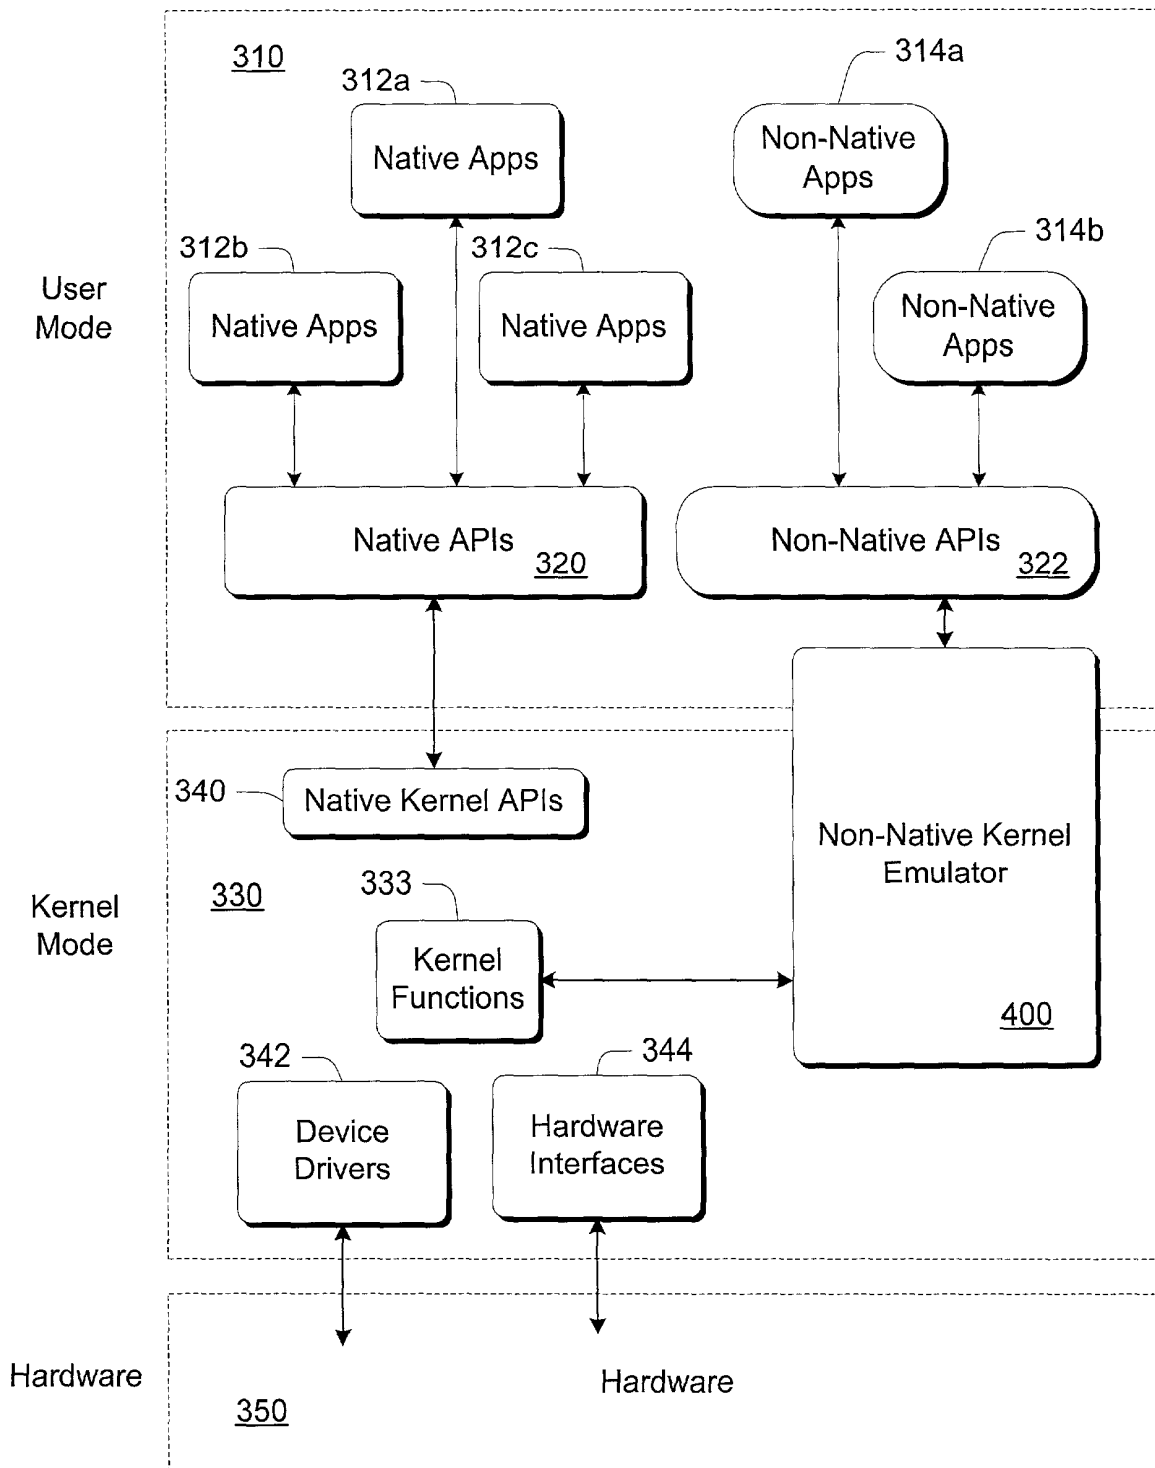 310
312a
314a
Native Apps
Non-Native
Apps
312b
312c
314b
User
Mode
Native Apps
Native Apps
Non-Native
Apps
Native APIs
320
Non-Native APIs
322
340
Native Kernel APIs
Non-Native Kernel
Emulator
Kernel
Mode
330
333
Kernel
Functions
400
342
344
Device
Drivers
Hardware
Interfaces
Hardware
Hardware
350